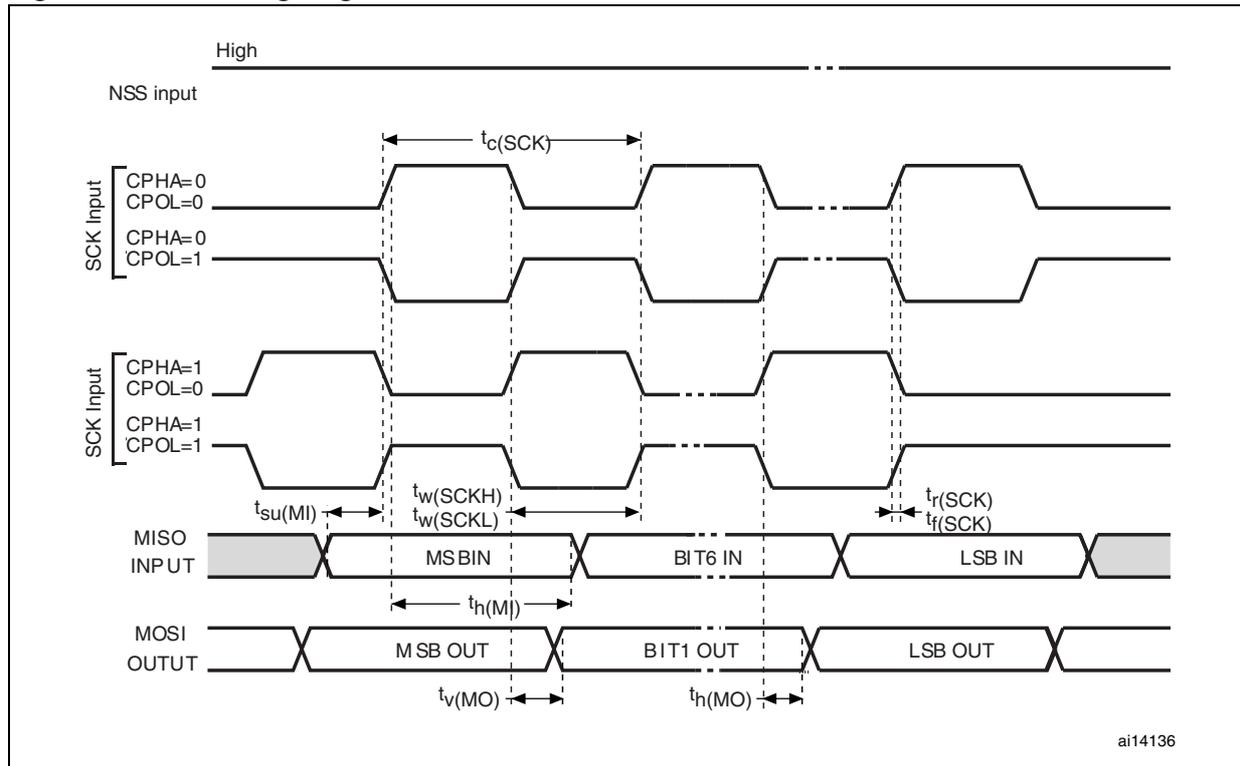 High
NSS input
tc(SCK)
SCK Input
CPHA=0
CPOL=0
CPHA=0
CPOL=1
SCK Input
CPHA=1
CPOL=0
CPHA=1
CPOL=1
tsu(MI)
tw(SCKH)
tw(SCKL)
tr(SCK)
tf(SCK)
MISO
INPUT
MSBIN
BIT6 IN
LSB IN
th(MI)
MOSI
OUTUT
MSB OUT
BIT1 OUT
LSB OUT
tv(MO)
th(MO)
ai14136